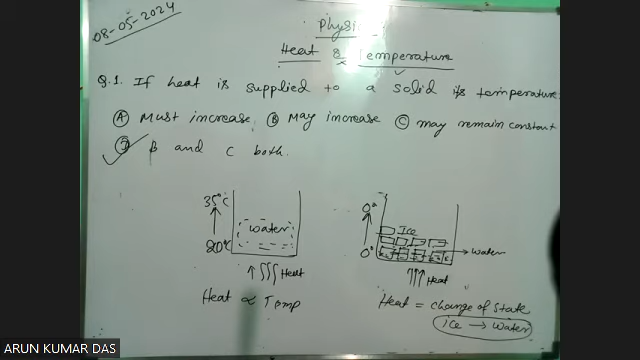 08-05-2024
Physi
Heat & Temperature
Q.1. If heat is supplied to a solid its temperature
(A) Must increase (B) May increase (C) may remain constant
(D) B and C both.
35°C
Water
20°C
Heat
Heat ∝ Temp
0°
Ice
0°
Water
Heat
Heat = Change of State
Ice → Water
ARUN KUMAR DAS